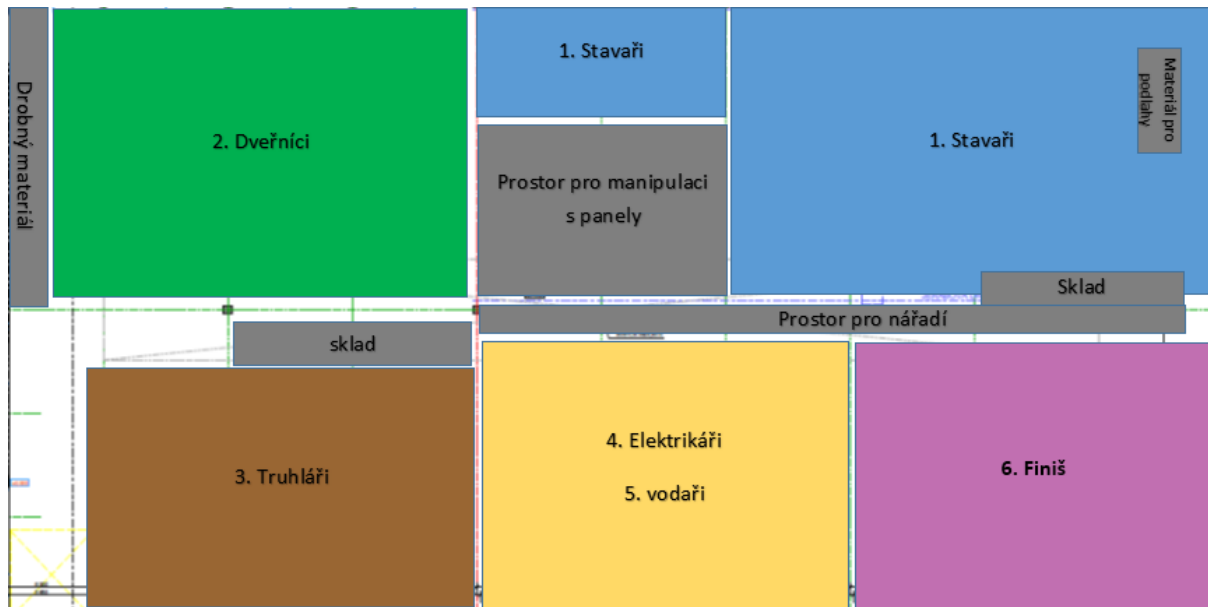 Drobný materiál
2. Dveřníci
1. Stavaři
Prostor pro manipulaci
s panely
1. Stavaři
Materiál pro
podlahy
Sklad
Prostor pro nářadí
sklad
3. Truhláři
4. Elektrikáři
5. vodaři
6. Finiš